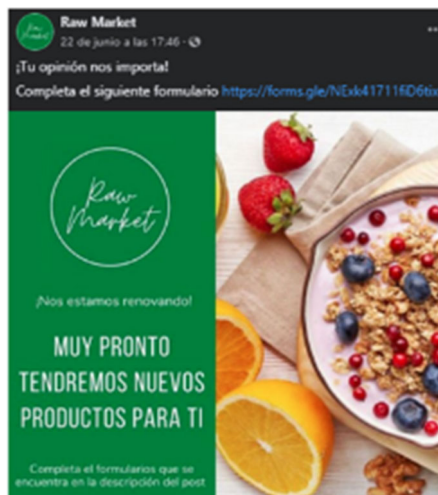 Raw Market
22 de junio a las 17:46 ·
¡Tu opinión nos importa!
Completa el siguiente formulario
Raw
Market
Raw
Market
¡Nos estamos renovando!
MUY PRONTO
TENDREMOS NUEVOS
PRODUCTOS PARA TI
Completa el formularios que se
encuentra en la descripción del post